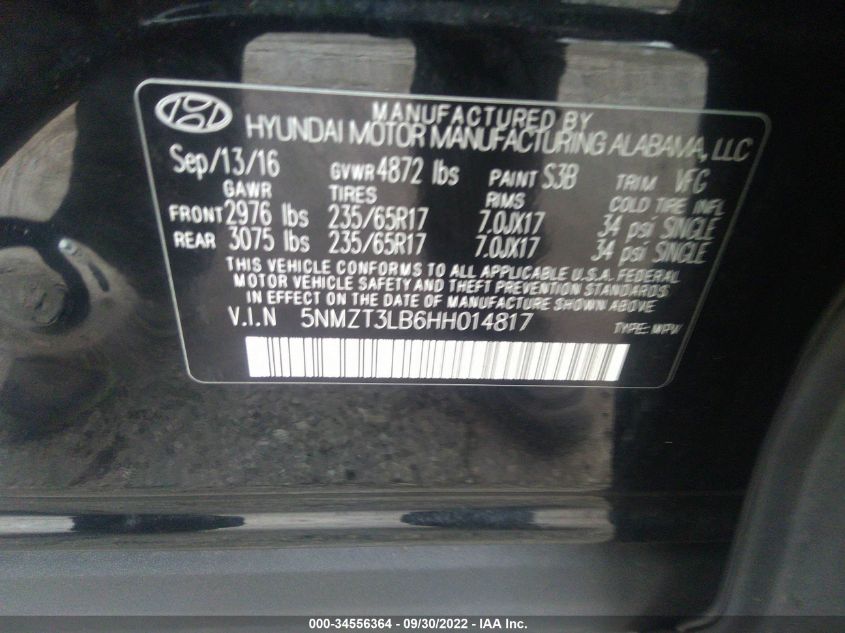 MANUFACTURED BY
HYUNDAI MOTOR MANUFACTURING ALABAMA, LLC
Sep/13/16 GVWR 4872 lbs PAINT S3B TRIM VFG
GAWR TIRES RIMS COLD TIRE INFL
FRONT 2976 lbs 235/65R17 7.0JX17 34 psi SINGLE
REAR 3075 lbs 235/65R17 7.0JX17 34 psi SINGLE
THIS VEHICLE CONFORMS TO ALL APPLICABLE U.S.A. FEDERAL
MOTOR VEHICLE SAFETY AND THEFT PREVENTION STANDARDS
IN EFFECT ON THE DATE OF MANUFACTURE SHOWN ABOVE
V.I.N 5NMZT3LB6HH014817 TYPE: MPV
000-34556364 - 09/30/2022 - IAA Inc.